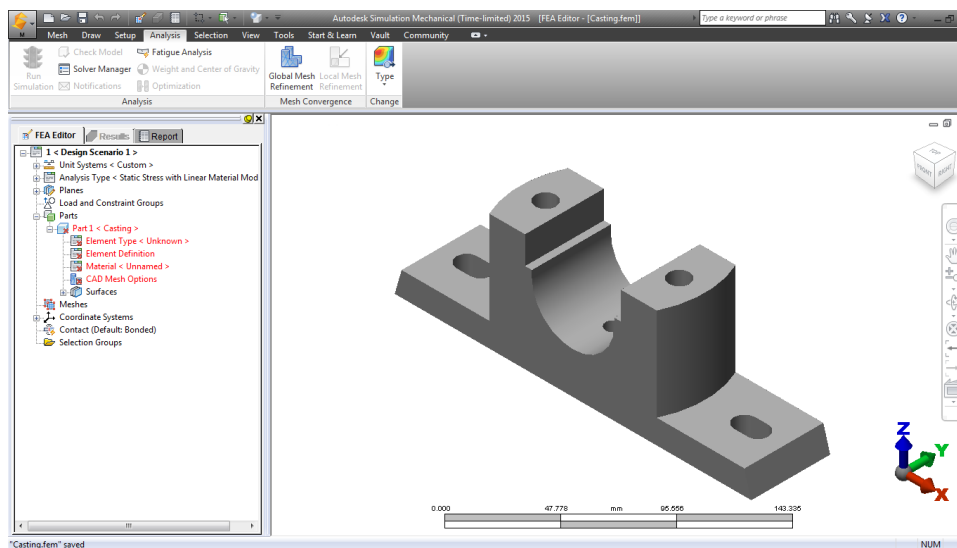 Autodesk Simulation Mechanical (Time-limited) 2015 [FEA Editor - [Casting.fem]]
Type a keyword or phrase
M
Mesh Draw Setup Analysis Selection View Tools Start & Learn Vault Community
Check Model Fatigue Analysis
Run Simulation
Solver Manager Weight and Center of Gravity
Notifications Optimization
Global Mesh Refinement
Local Mesh Refinement
Type
Analysis Mesh Convergence Change
FEA Editor Results Report
1 < Design Scenario 1 >
Unit Systems < Custom >
Analysis Type < Static Stress with Linear Material Mod
Planes
Load and Constraint Groups
Parts
Part 1 < Casting >
Element Type < Unknown >
Element Definition
Material < Unnamed >
CAD Mesh Options
Surfaces
Meshes
Coordinate Systems
Contact (Default: Bonded)
Selection Groups
TOP
FRONT RIGHT
Z
Y
X
0.000 47.778 mm 95.556 143.335
"Casting.fem" saved
NUM